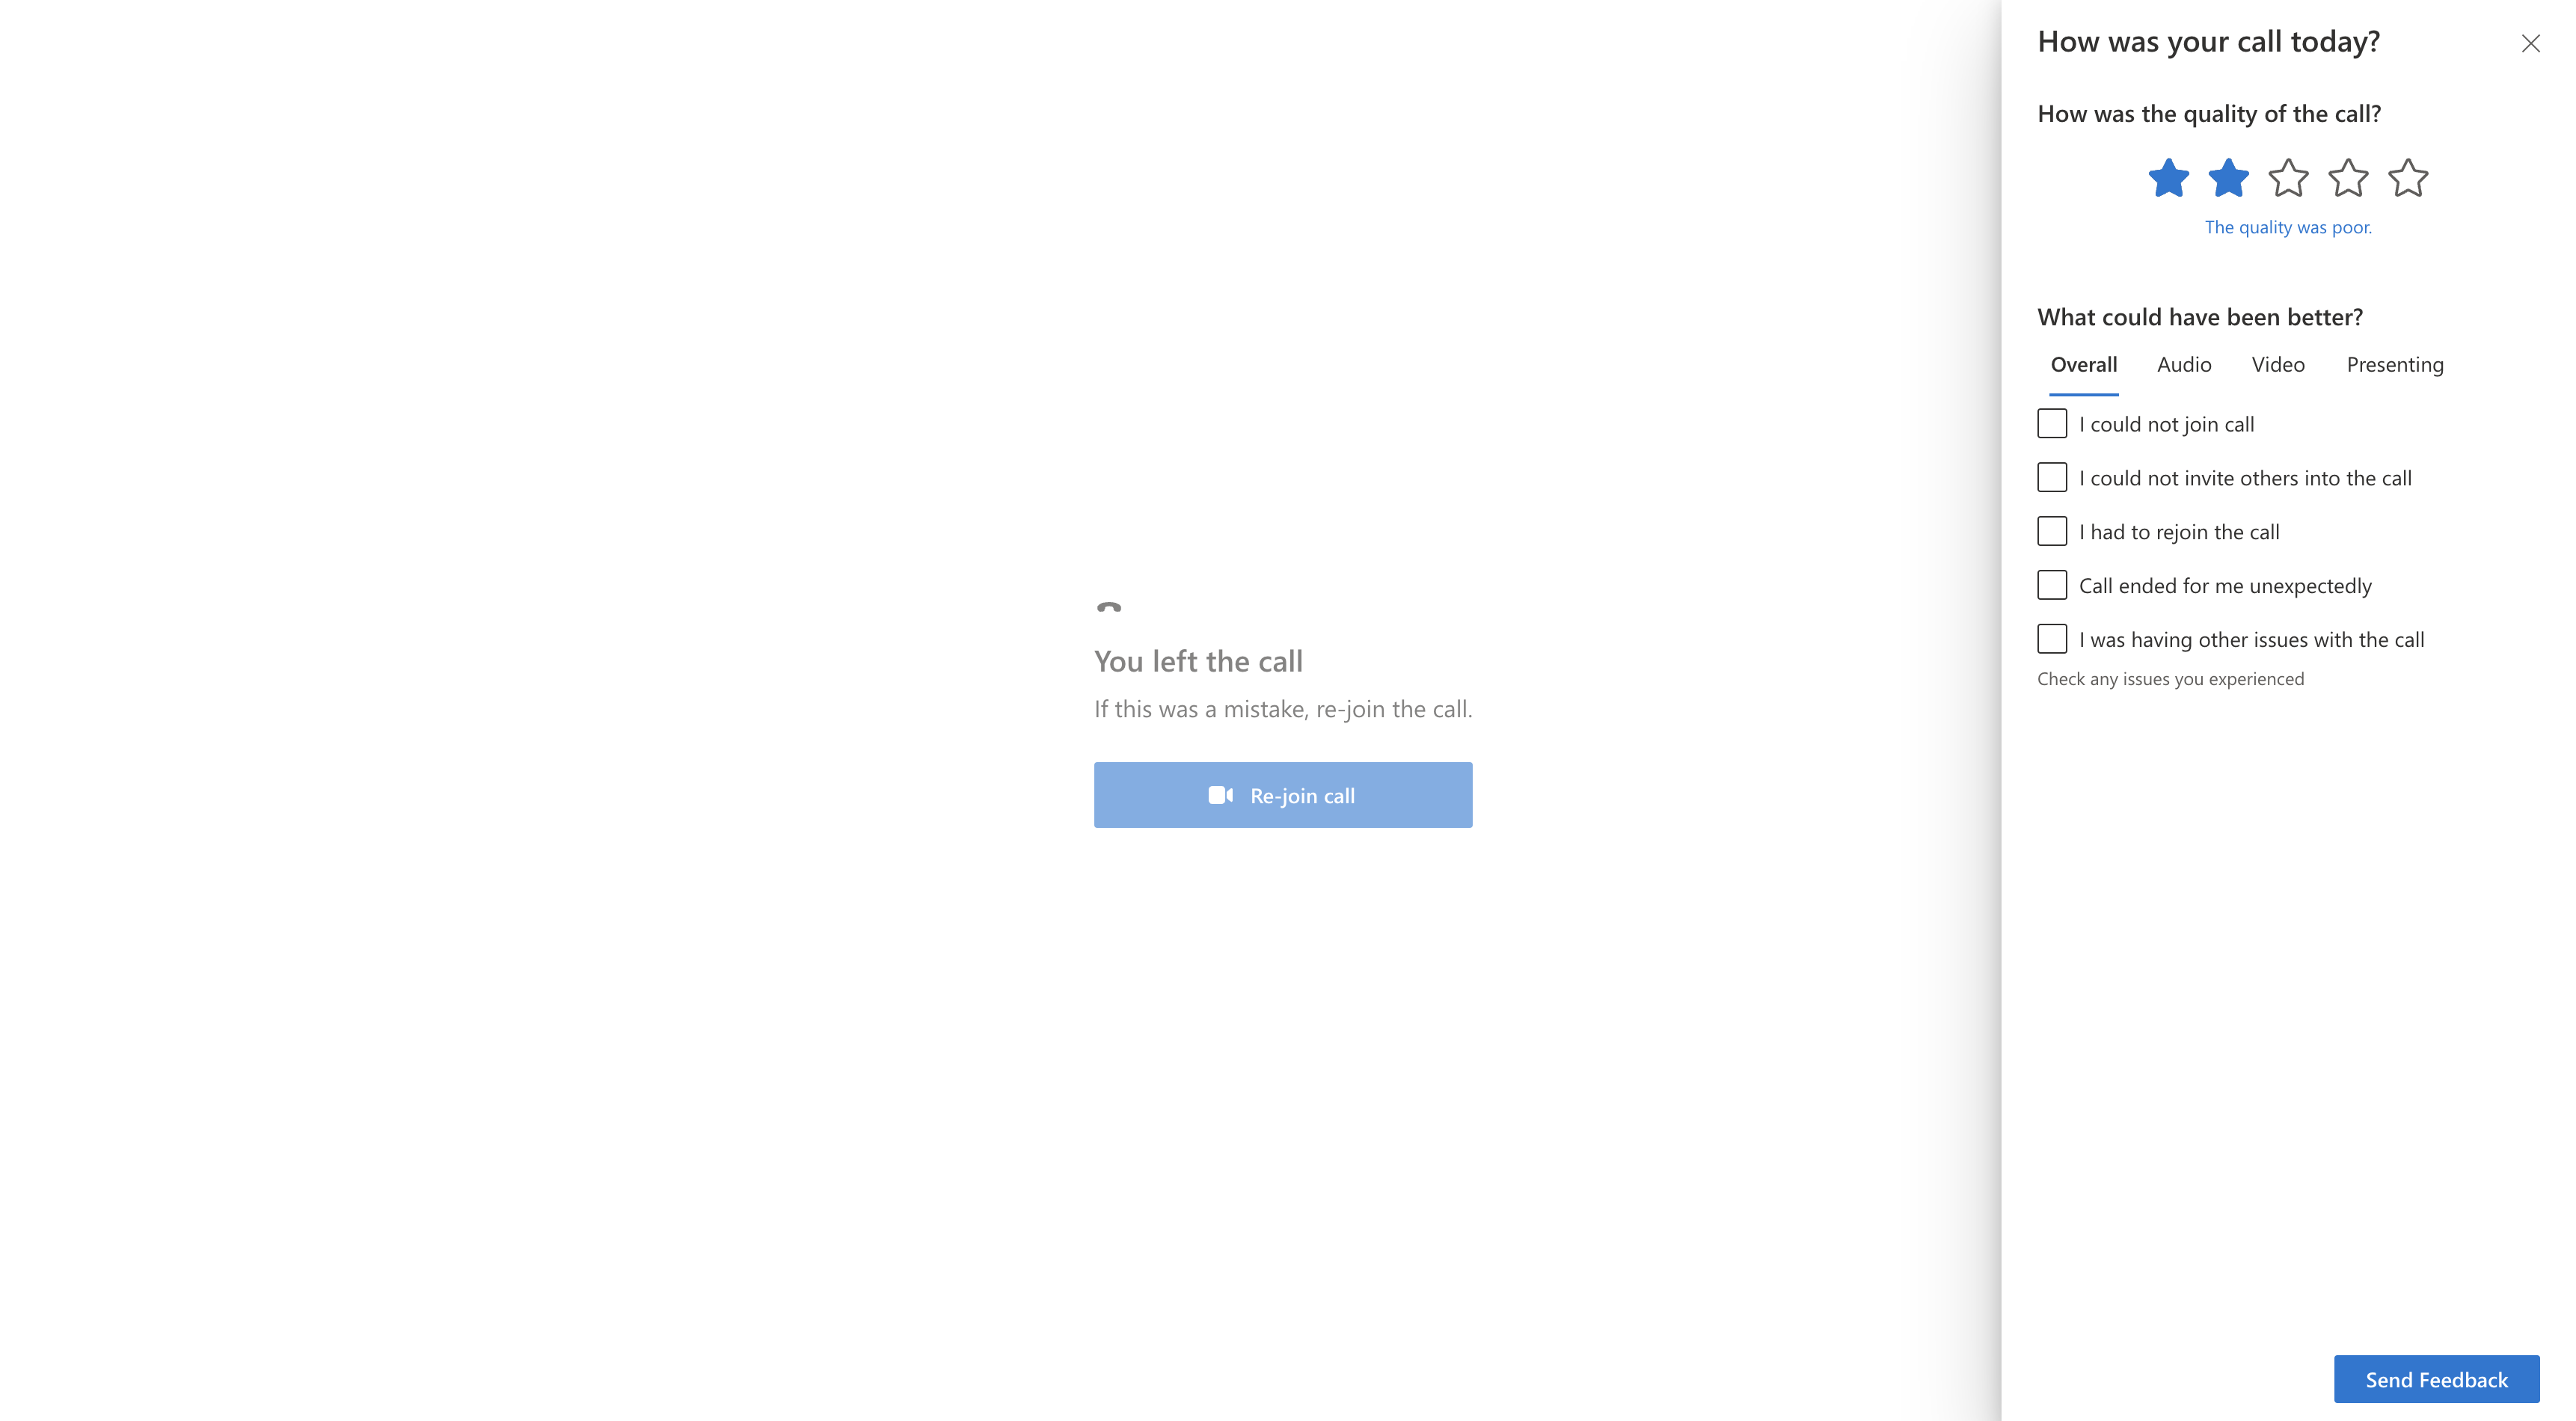 How was your call today?
How was the quality of the call?
The quality was poor.
What could have been better?
Overall Audio Video Presenting
I could not join call
I could not invite others into the call
I had to rejoin the call
Call ended for me unexpectedly
I was having other issues with the call
Check any issues you experienced
You left the call
If this was a mistake, re-join the call.
Re-join call
Send Feedback